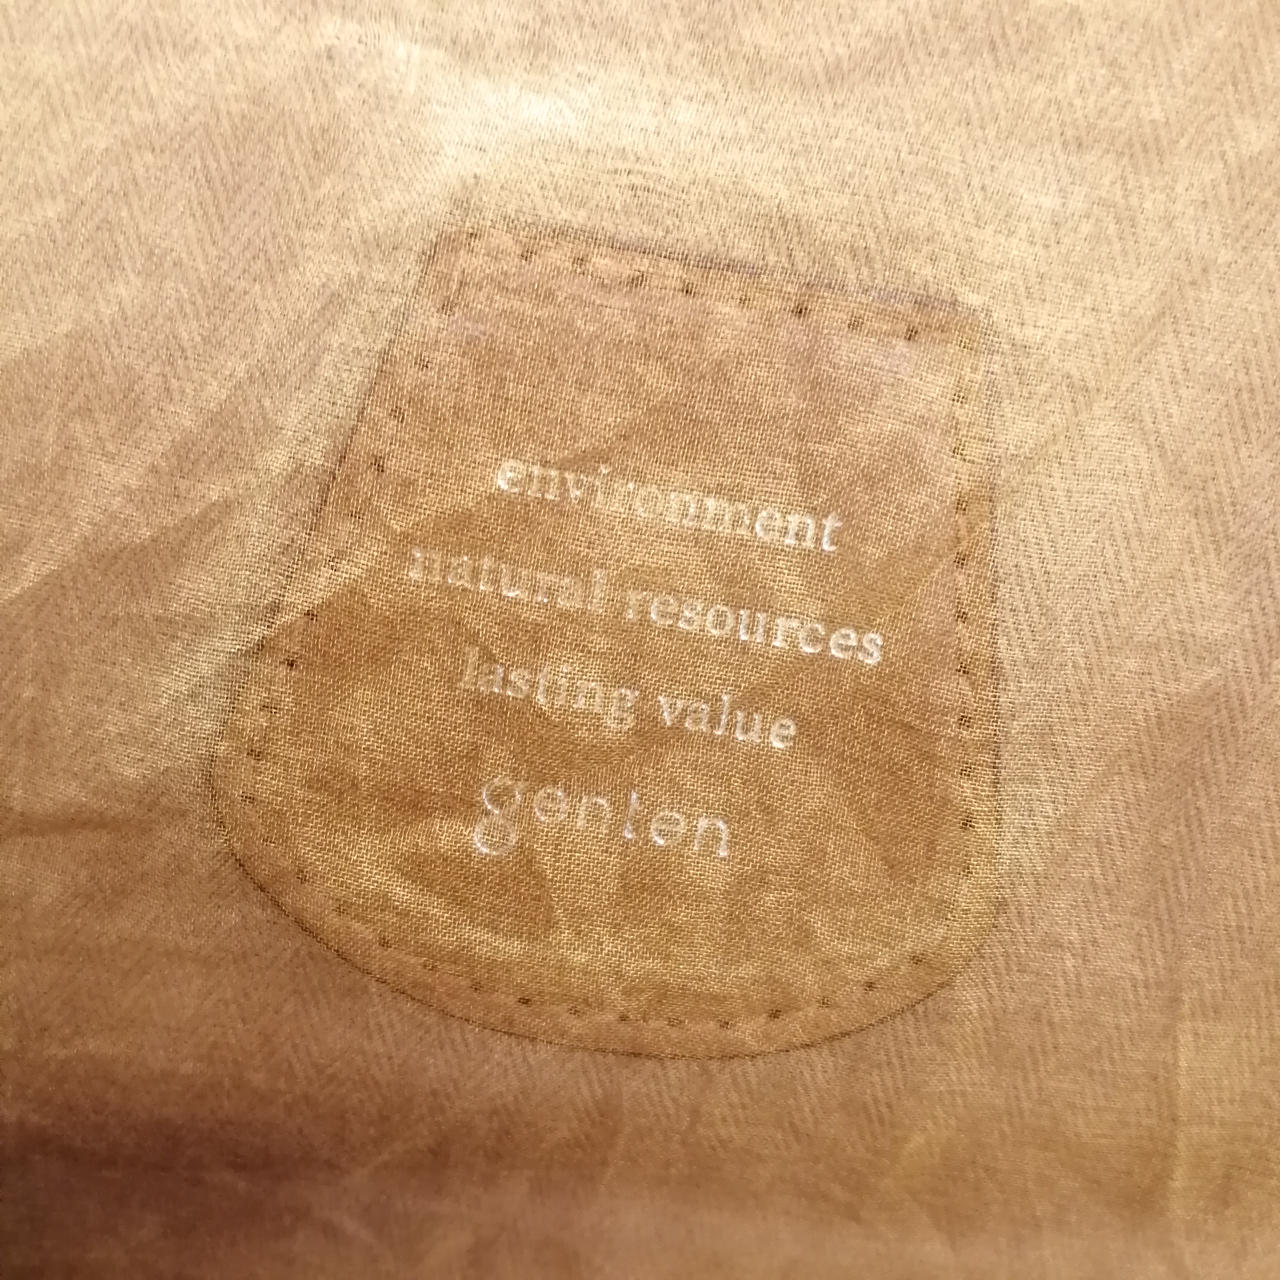 environment
natural resources
lasting value
genten